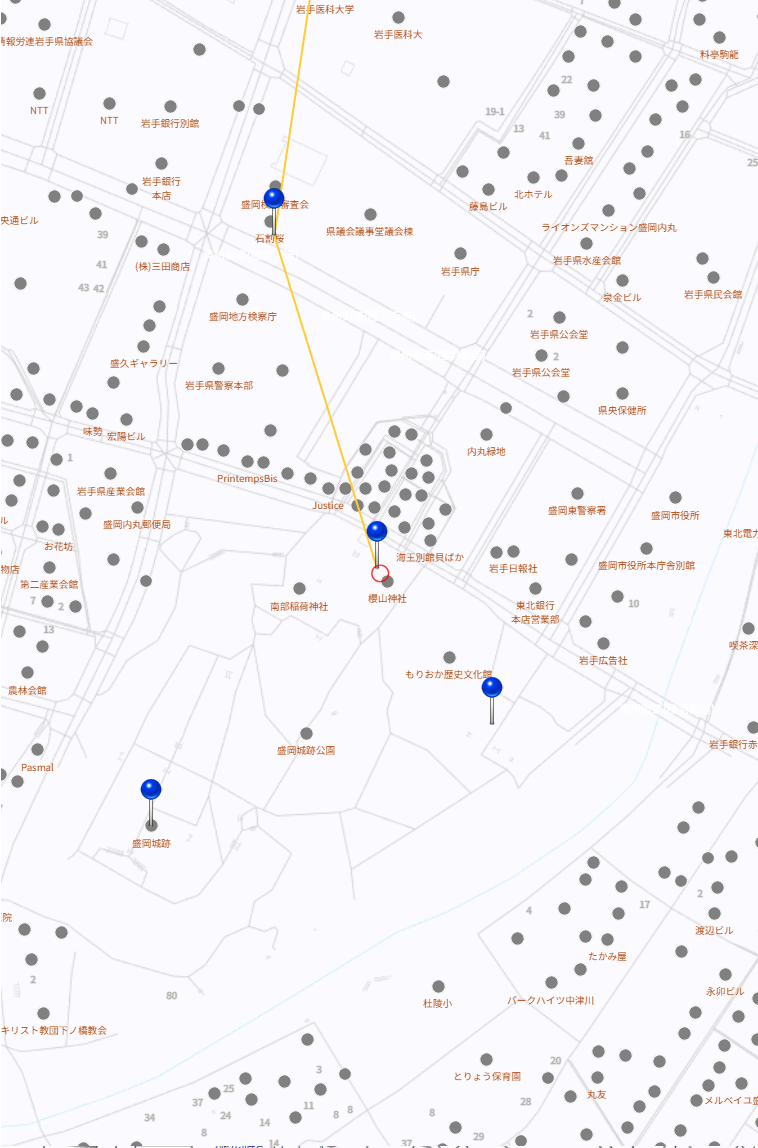 岩手医科大学
岩手医科大
情報労連岩手県協議会
料亭駒龍
22
NTT
NTT
岩手銀行別館
19-1
39
13
41
16
吾妻館
25
岩手銀行
本店
北ホテル
藤島ビル
央通ビル
石割桜
県議会議事堂議会棟
ライオンズマンション盛岡内丸
39
(株)三田商店
41
43
42
岩手県庁
岩手県水産会館
泉金ビル
岩手県民会館
盛岡地方検察庁
2
岩手県公会堂
2
岩手県公会堂
盛久ギャラリー
岩手県警察本部
県央保健所
味勢
宏陽ビル
内丸緑地
1
PrintempsBis
岩手県産業会館
Justice
盛岡内丸郵便局
盛岡東警察署
盛岡市役所
ル
お花坊
東北電力
海王別館貝ばか
岩手日報社
盛岡市役所本庁舎別館
物店
第二産業会館
7
2
南部稲荷神社
櫻山神社
東北銀行
本店営業部
10
13
喫茶深
岩手広告社
もりおか歴史文化館
農林会館
盛岡城跡公園
岩手銀行赤
Pasmal
盛岡城跡
院
4
17
2
渡辺ビル
たかみ屋
2
80
杜陵小
パークハイツ中津川
永卯ビル
キリスト教団下ノ橋教会
とりょう保育園
20
3
25
37
11
8
8
24
34
14
8
14
8
28
29
37
丸友
メルベイユ盛